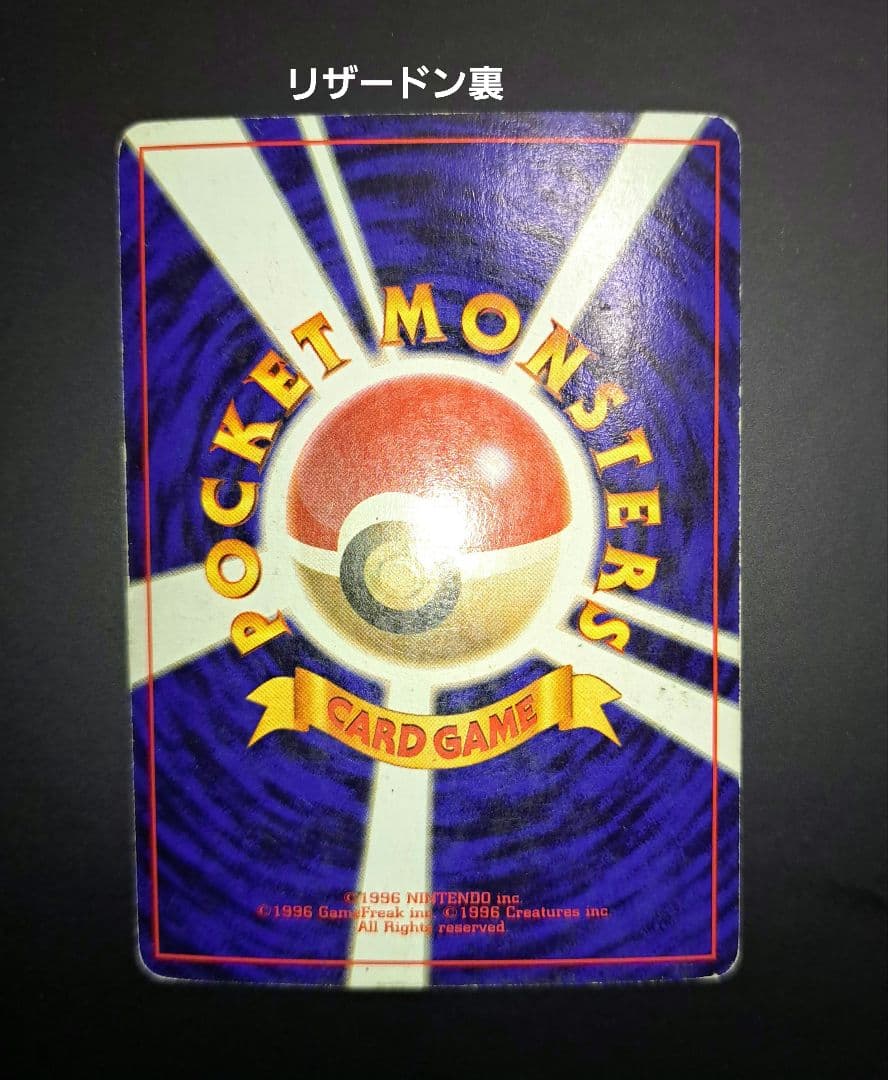 リザードン裏
POCKET MONSTERS
CARD GAME
©1996 NINTENDO inc.
©1996 GameFreak inc. ©1996 Creatures inc.
All Rights reserved.